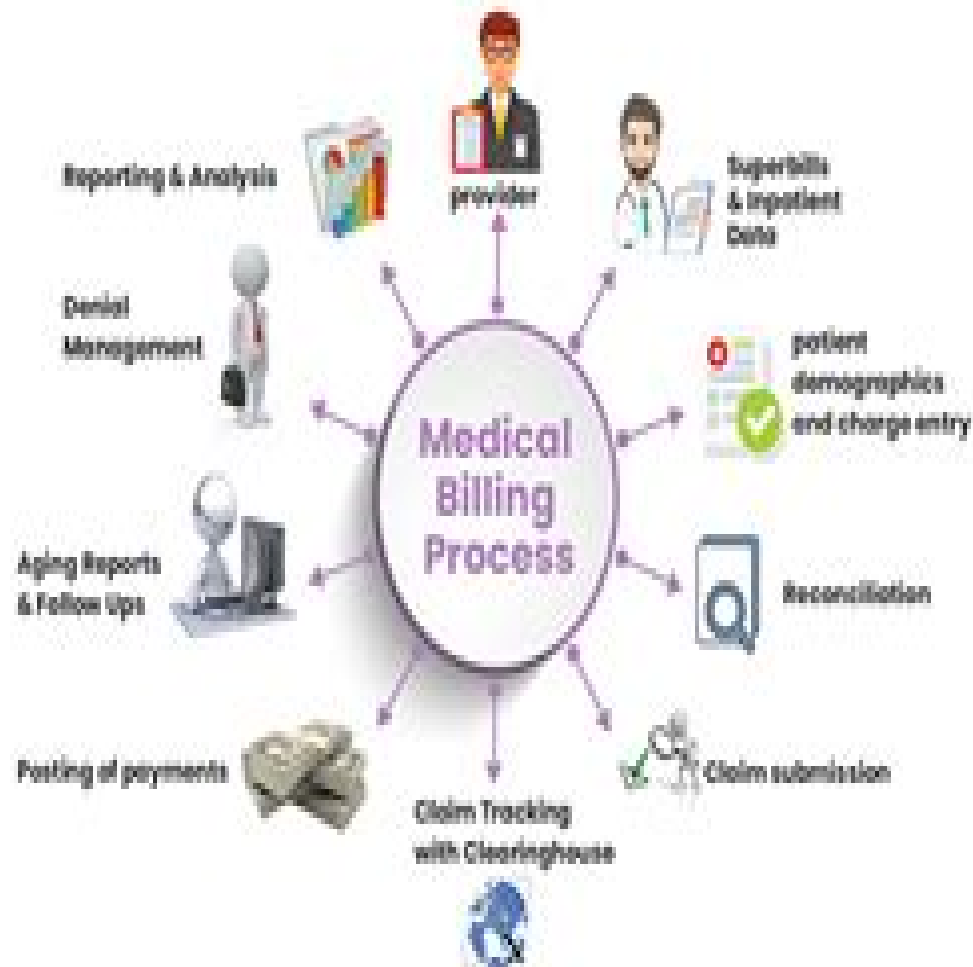 provider
Superbills
& Inpatient
Data
patient
demographics
and charge entry
Reconciliation
Claim submission
Claim Tracking
with Clearinghouse
Posting of payments
Aging Reports
& Follow Ups
Denial
Management
Reporting & Analysis
Medical
Billing
Process